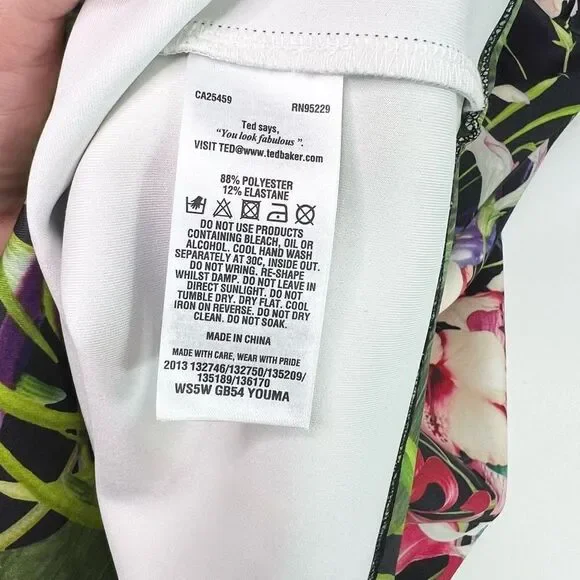 CA25459 RN95229
Ted says,
"You look fabulous".
VISIT TED@www.tedbaker.com
88% POLYESTER
12% ELASTANE
DO NOT USE PRODUCTS
CONTAINING BLEACH, OIL OR
ALCOHOL. COOL HAND WASH
SEPARATELY AT 30C, INSIDE OUT.
DO NOT WRING. RE-SHAPE
WHILST DAMP. DO NOT LEAVE IN
DIRECT SUNLIGHT. DO NOT
TUMBLE DRY. DRY FLAT. COOL
IRON ON REVERSE. DO NOT DRY
CLEAN. DO NOT SOAK.
MADE IN CHINA
MADE WITH CARE, WEAR WITH PRIDE
2013 132746/132750/135209/
135189/136170
WS5W GB54 YOUMA